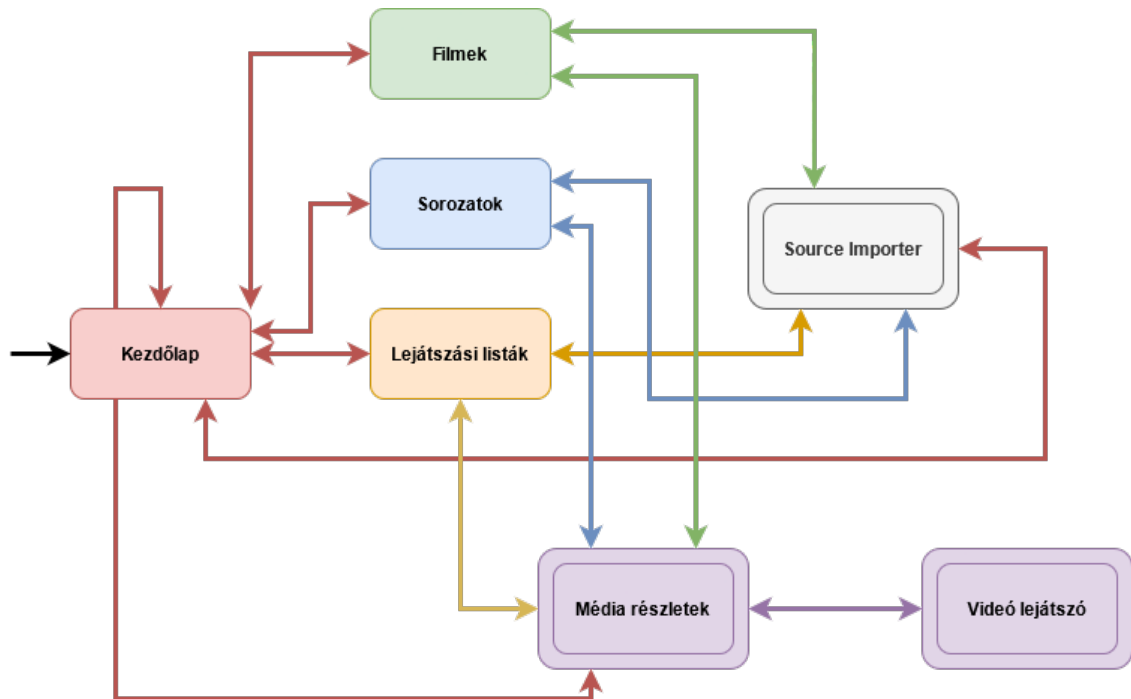 Filmek
Sorozatok
Source Importer
Kezdőlap
Lejátszási listák
Média részletek
Videó lejátszó